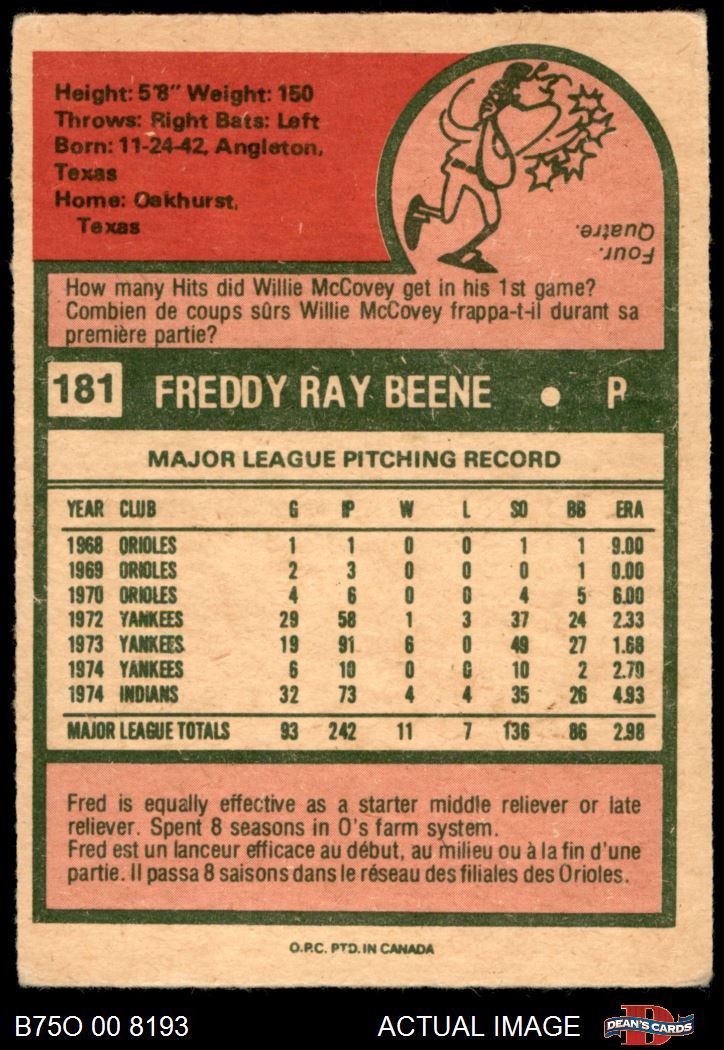 Height: 5'8" Weight: 150
Throws: Right Bats: Left
Born: 11-24-42, Angleton,
Texas
Home: Oakhurst,
Texas
Four.
Quatre.
How many Hits did Willie McCovey get in his 1st game?
Combien de coups sûrs Willie McCovey frappa-t-il durant sa
première partie?
181 FREDDY RAY BEENE • P
MAJOR LEAGUE PITCHING RECORD
YEAR CLUB G IP W L SO BB ERA
1968 ORIOLES 1 1 0 0 1 1 9.00
1969 ORIOLES 2 3 0 0 0 1 0.00
1970 ORIOLES 4 6 0 0 4 5 6.00
1972 YANKEES 29 58 1 3 37 24 2.33
1973 YANKEES 19 91 6 0 49 27 1.68
1974 YANKEES 6 10 0 0 10 2 2.70
1974 INDIANS 32 73 4 4 35 26 4.93
MAJOR LEAGUE TOTALS 93 242 11 7 136 86 2.98
Fred is equally effective as a starter middle reliever or late
reliever. Spent 8 seasons in O's farm system.
Fred est un lanceur efficace au début, au milieu ou à la fin d'une
partie. Il passa 8 saisons dans le réseau des filiales des Orioles.
O.P.C. PTD. IN CANADA
B75O 00 8193 ACTUAL IMAGE DEAN'S CARDS